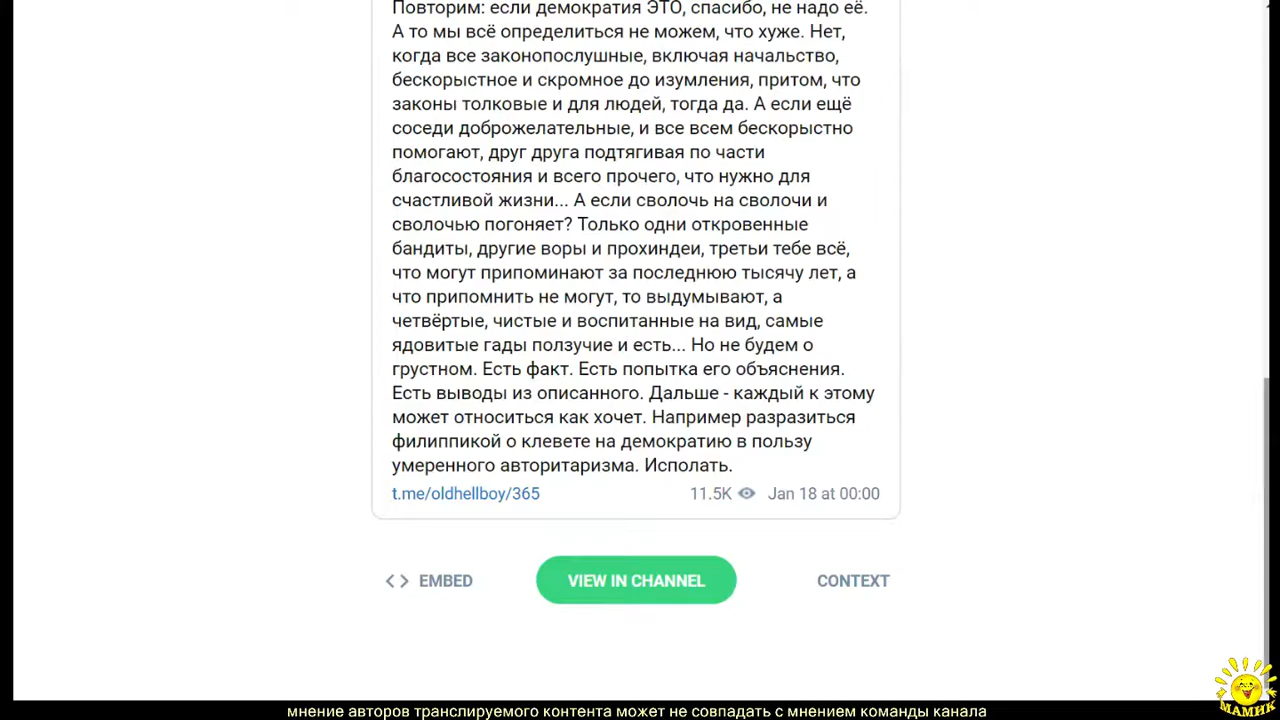 Повторим: если демократия ЭТО, спасибо, не надо её.
А то мы всё определиться не можем, что хуже. Нет,
когда все законопослушные, включая начальство,
бескорыстное и скромное до изумления, притом, что
законы толковые и для людей, тогда да. А если ещё
соседи доброжелательные, и все всем бескорыстно
помогают, друг друга подтягивая по части
благосостояния и всего прочего, что нужно для
счастливой жизни... А если сволочь на сволочи и
сволочью погоняет? Только одни откровенные
бандиты, другие воры и прохиндеи, третьи тебе всё,
что могут припоминают за последнюю тысячу лет, а
что припомнить не могут, то выдумывают, а
четвёртые, чистые и воспитанные на вид, самые
ядовитые гады ползучие и есть... Но не будем о
грустном. Есть факт. Есть попытка его объяснения.
Есть выводы из описанного. Дальше - каждый к этому
может относиться как хочет. Например разразиться
филиппикой о клевете на демократию в пользу
умеренного авторитаризма. Исполать.
t.me/oldhellboy/365 11.5K Jan 18 at 00:00
EMBED VIEW IN CHANNEL CONTEXT
МАМИК
мнение авторов транслируемого контента может не совпадать с мнением команды канала